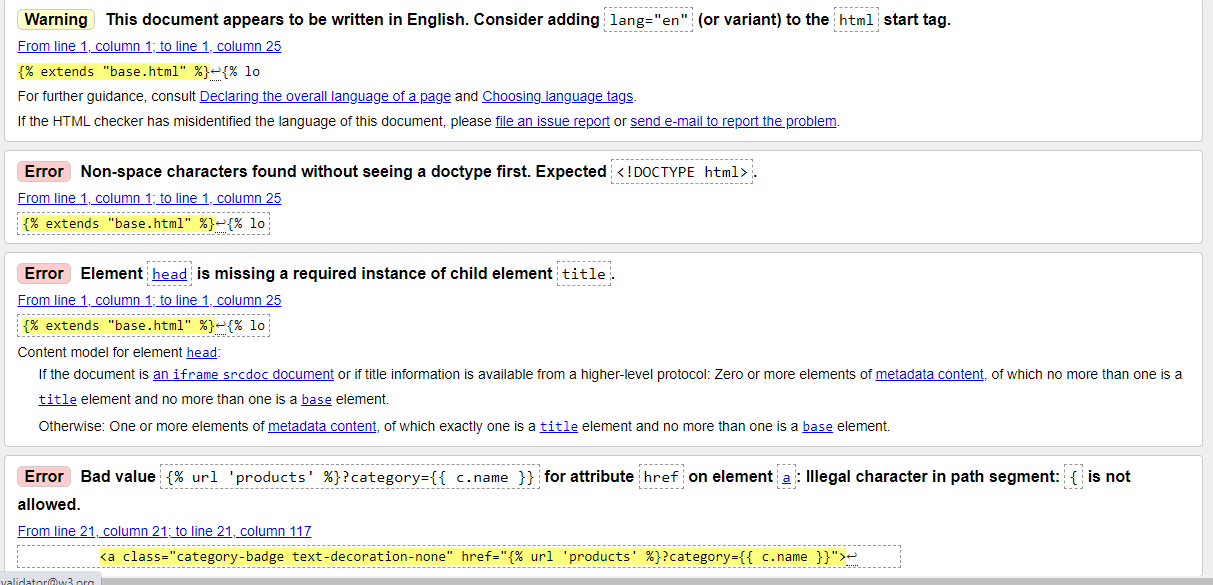 Warning This document appears to be written in English. Consider adding lang="en" (or variant) to the html start tag.
From line 1, column 1; to line 1, column 25
{% extends "base.html" %}↩{% lo
For further guidance, consult Declaring the overall language of a page and Choosing language tags.
If the HTML checker has misidentified the language of this document, please file an issue report or send e-mail to report the problem.
Error Non-space characters found without seeing a doctype first. Expected <!DOCTYPE html>.
From line 1, column 1; to line 1, column 25
{% extends "base.html" %}↩{% lo
Error Element head is missing a required instance of child element title.
From line 1, column 1; to line 1, column 25
{% extends "base.html" %}↩{% lo
Content model for element head:
If the document is an iframe srcdoc document or if title information is available from a higher-level protocol: Zero or more elements of metadata content, of which no more than one is a
title element and no more than one is a base element.
Otherwise: One or more elements of metadata content, of which exactly one is a title element and no more than one is a base element.
Error Bad value {% url 'products' %}?category={{ c.name }} for attribute href on element a: Illegal character in path segment: { is not
allowed.
From line 21, column 21; to line 21, column 117
<a class="category-badge text-decoration-none" href="{% url 'products' %}?category={{ c.name }}">↩
validator@w3.org